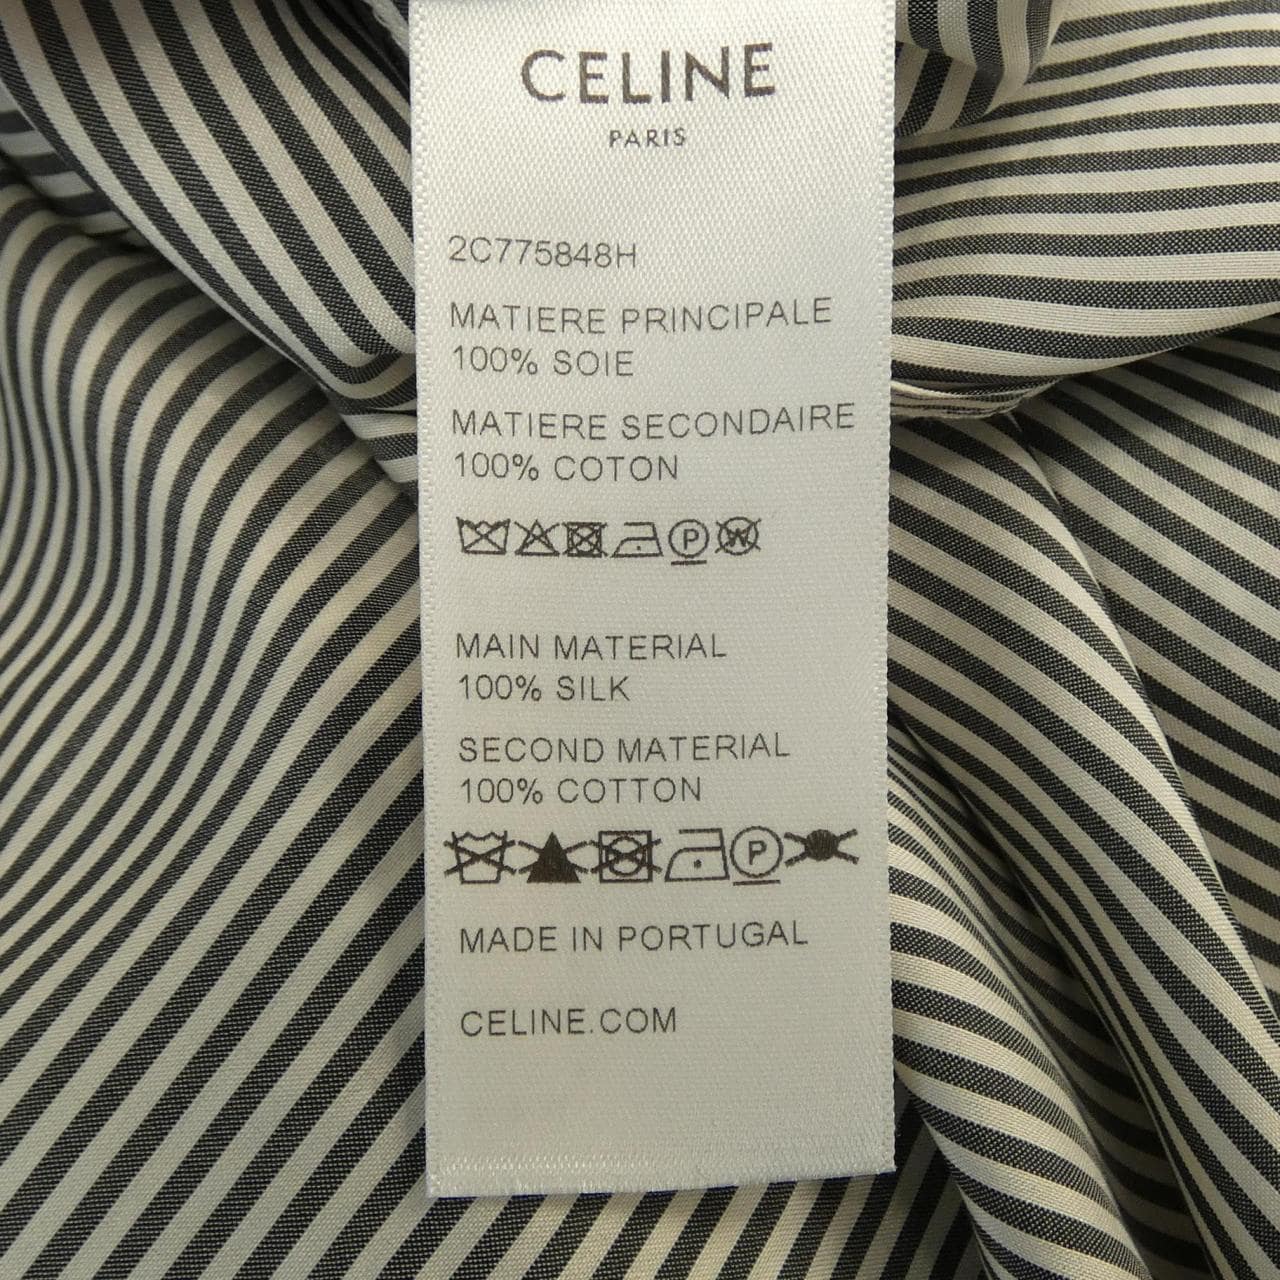 CELINE
PARIS
2C775848H
MATIERE PRINCIPALE
100% SOIE
MATIERE SECONDAIRE
100% COTON
P W
MAIN MATERIAL
100% SILK
SECOND MATERIAL
100% COTTON
P
MADE IN PORTUGAL
CELINE.COM